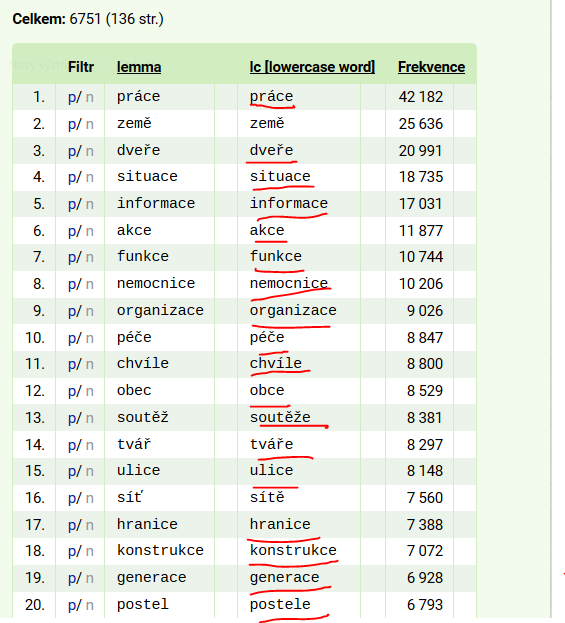 Celkem: 6751 (136 str.)
Filtr lemma lc [lowercase word] Frekvence
1. p/ n práce práce 42 182
2. p/ n země země 25 636
3. p/ n dveře dveře 20 991
4. p/ n situace situace 18 735
5. p/ n informace informace 17 031
6. p/ n akce akce 11 877
7. p/ n funkce funkce 10 744
8. p/ n nemocnice nemocnice 10 206
9. p/ n organizace organizace 9 026
10. p/ n péče péče 8 847
11. p/ n chvíle chvíle 8 800
12. p/ n obec obce 8 529
13. p/ n soutěž soutěže 8 381
14. p/ n tvář tváře 8 297
15. p/ n ulice ulice 8 148
16. p/ n síť sítě 7 560
17. p/ n hranice hranice 7 388
18. p/ n konstrukce konstrukce 7 072
19. p/ n generace generace 6 928
20. p/ n postel postele 6 793